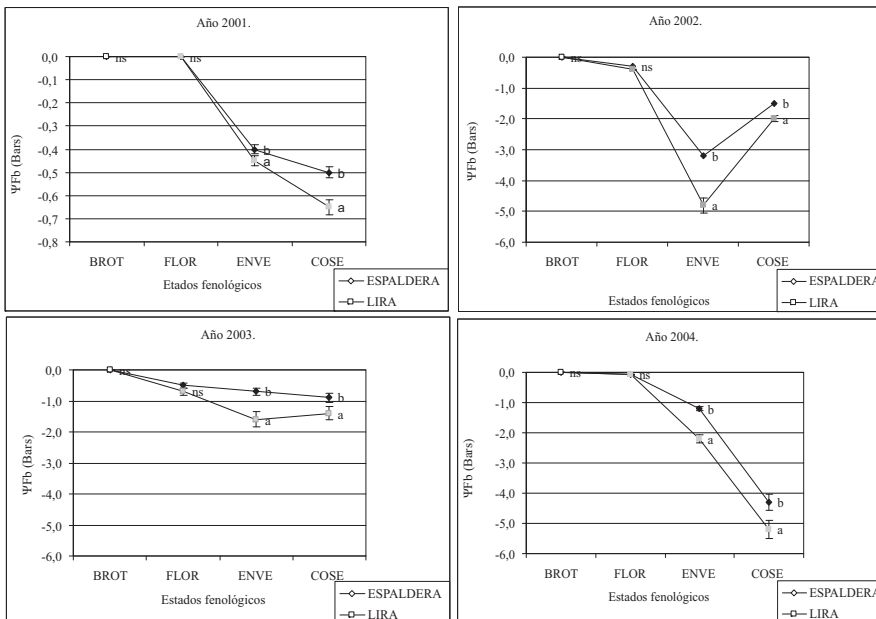 Año 2001.
0,0
-0,1
-0,2
-0,3
-0,4
-0,5
-0,6
-0,7
-0,8
ΨFb (Bars)
ns
ns
b
a
b
a
BROT FLOR ENVE COSE
Etados fenológicos
ESPALDERA
LIRA
Año 2002.
0,0
-1,0
-2,0
-3,0
-4,0
-5,0
-6,0
ΨFb (Bars)
ns
ns
b
a
b
a
BROT FLOR ENVE COSE
Estados fenológicos
ESPALDERA
LIRA
Año 2003.
0,0
-1,0
-2,0
-3,0
-4,0
-5,0
-6,0
ΨFb (Bars)
ns
ns
b
a
b
a
BROT FLOR ENVE COSE
Estados fenológicos
ESPALDERA
LIRA
Año 2004.
0,0
-1,0
-2,0
-3,0
-4,0
-5,0
-6,0
ΨFb (Bars)
ns
ns
b
a
b
a
BROT FLOR ENVE COSE
Estados fenológicos
ESPALDERA
LIRA